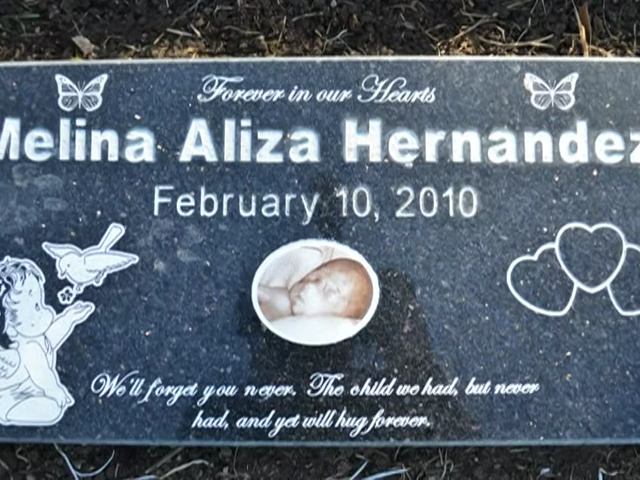 Forever in our Hearts
Melina Aliza Hernandez
February 10, 2010
We'll forget you never. The child we had, but never
had, and yet will hug forever.